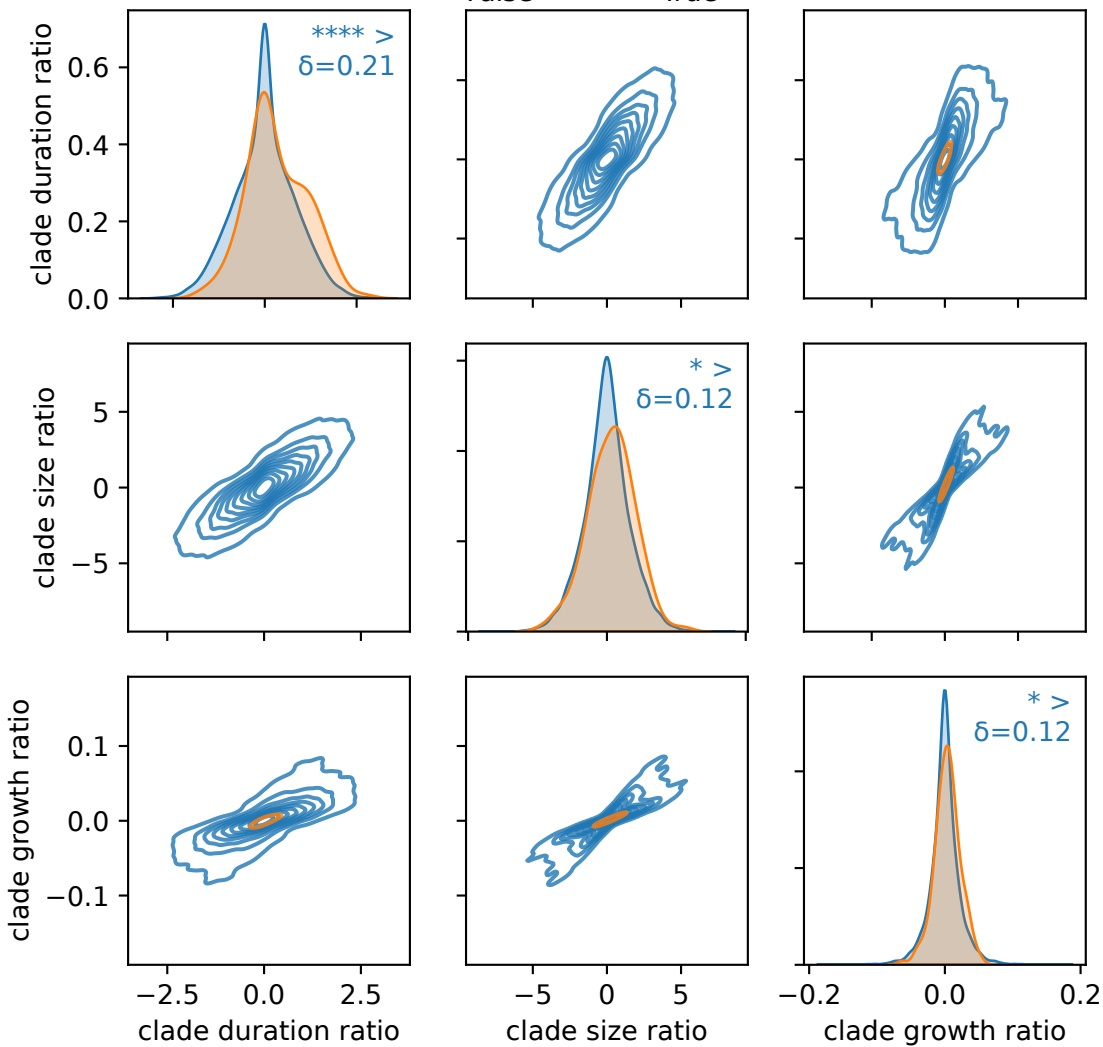 clade duration ratio
0.6
0.4
0.2
0.0
**** >
δ=0.21
clade size ratio
5
0
−5
* >
δ=0.12
clade growth ratio
0.1
0.0
−0.1
* >
δ=0.12
−2.5 0.0 2.5
−5 0 5
−0.2 0.0 0.2
clade duration ratio
clade size ratio
clade growth ratio